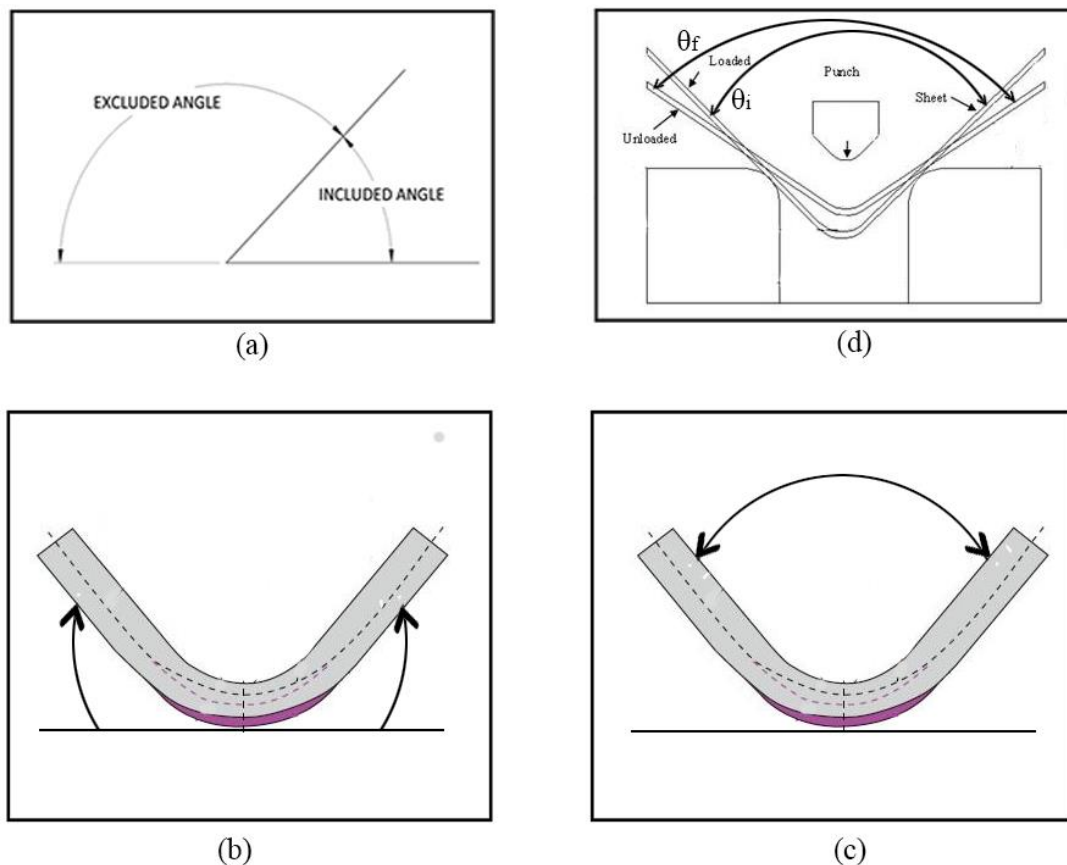 EXCLUDED ANGLE
INCLUDED ANGLE
(a)
θf
Loaded
Punch
θi
Sheet
Unloaded
(d)
(b)
(c)